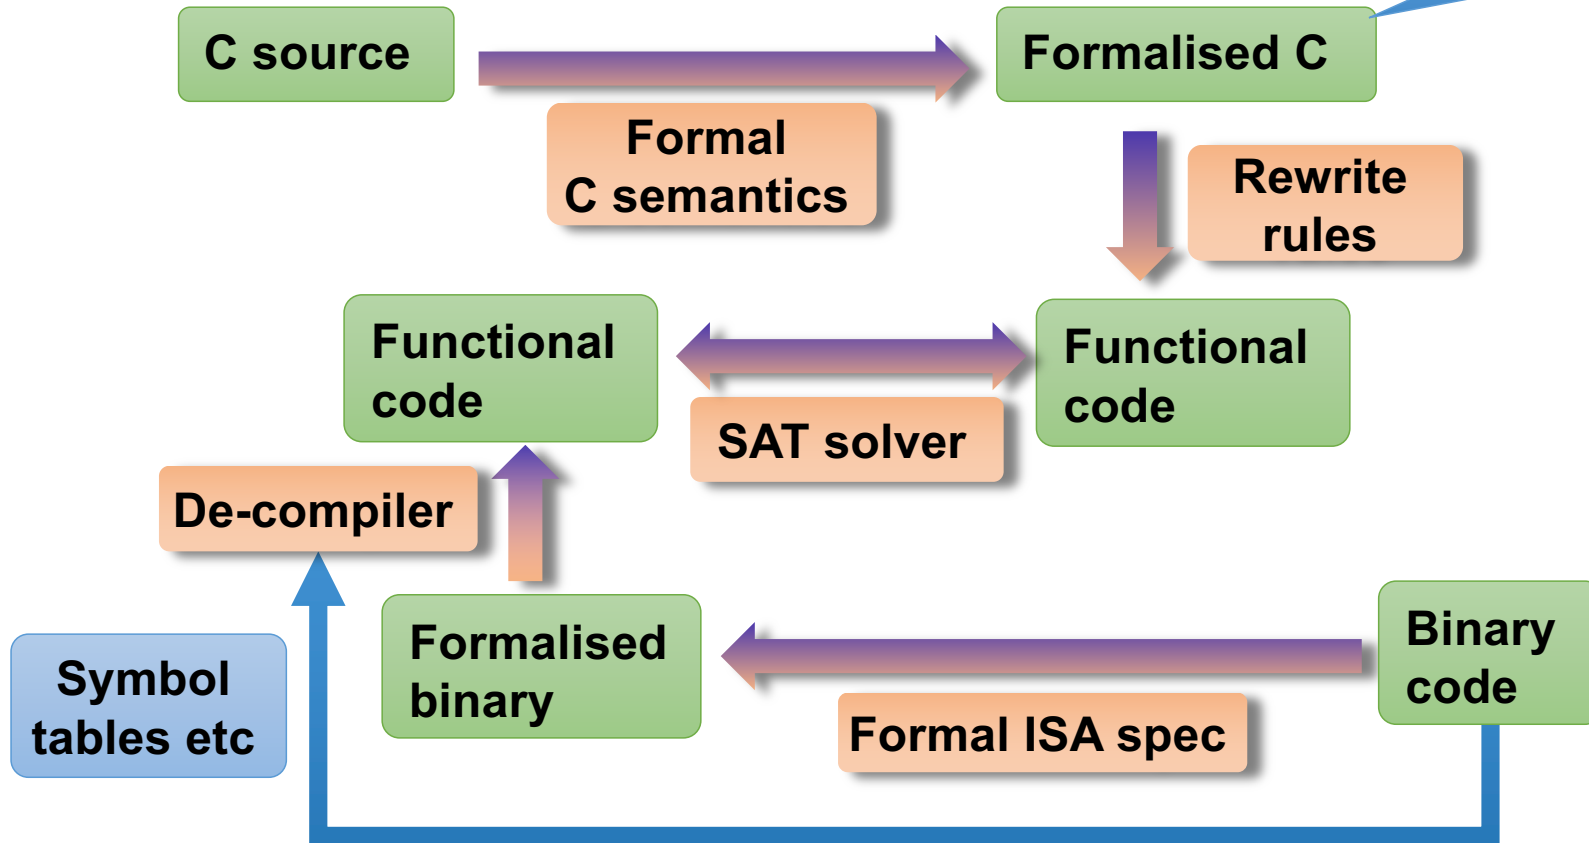 C source
Formalised C
Formal
C semantics
Rewrite
rules
Functional
code
Functional
code
SAT solver
De-compiler
Formalised
binary
Binary
code
Symbol
tables etc
Formal ISA spec